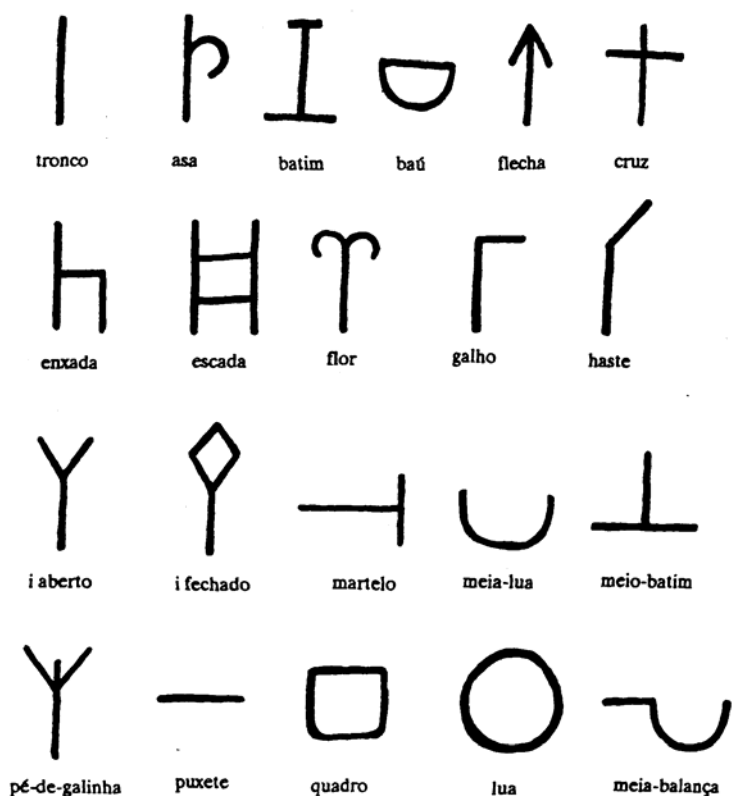 tronco asa batim baú flecha cruz
enxada escada flor galho haste
i aberto i fechado martelo meia-lua meio-batim
pé-de-galinha puxete quadro lua meia-balança